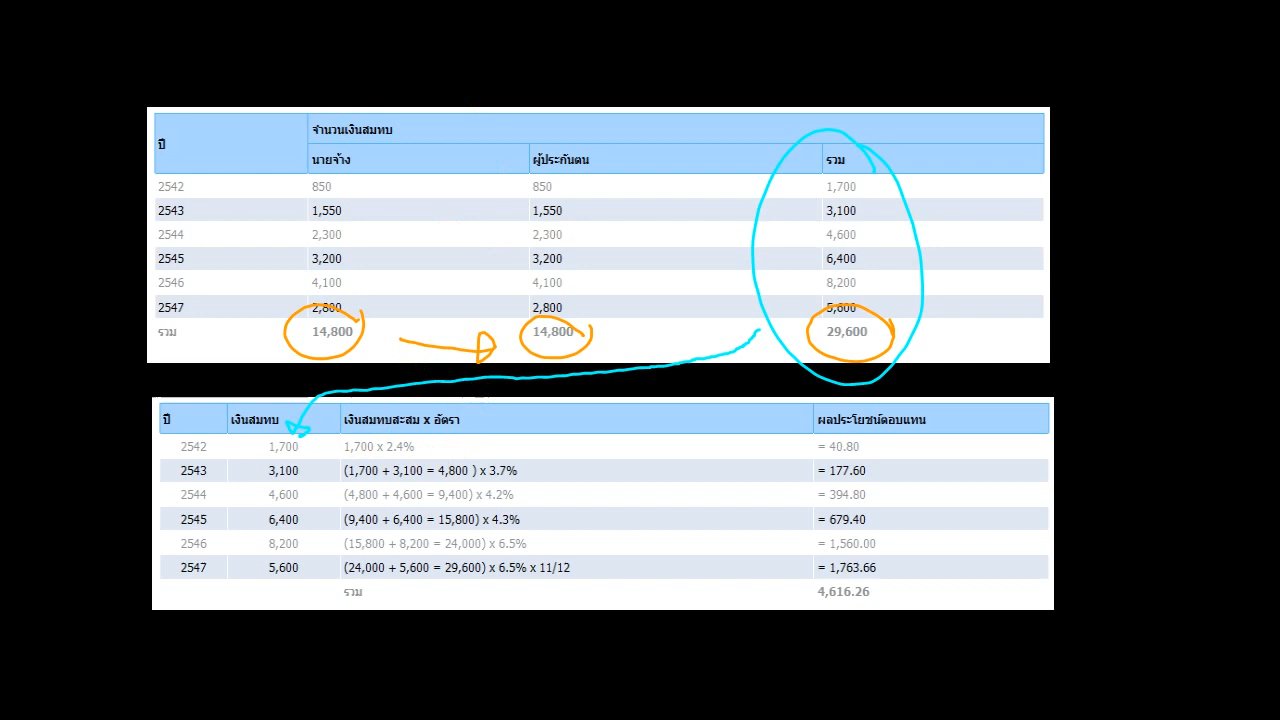 ปี จำนวนเงินสมทบ
นายจ้าง ผู้ประกันตน รวม
2542 850 850 1,700
2543 1,550 1,550 3,100
2544 2,300 2,300 4,600
2545 3,200 3,200 6,400
2546 4,100 4,100 8,200
2547 2,800 2,800 5,600
รวม 14,800 14,800 29,600
ปี เงินสมทบ เงินสมทบสะสม x อัตรา ผลประโยชน์ตอบแทน
2542 1,700 1,700 x 2.4% = 40.80
2543 3,100 (1,700 + 3,100 = 4,800 ) x 3.7% = 177.60
2544 4,600 (4,800 + 4,600 = 9,400) x 4.2% = 394.80
2545 6,400 (9,400 + 6,400 = 15,800) x 4.3% = 679.40
2546 8,200 (15,800 + 8,200 = 24,000) x 6.5% = 1,560.00
2547 5,600 (24,000 + 5,600 = 29,600) x 6.5% x 11/12 = 1,763.66
รวม 4,616.26